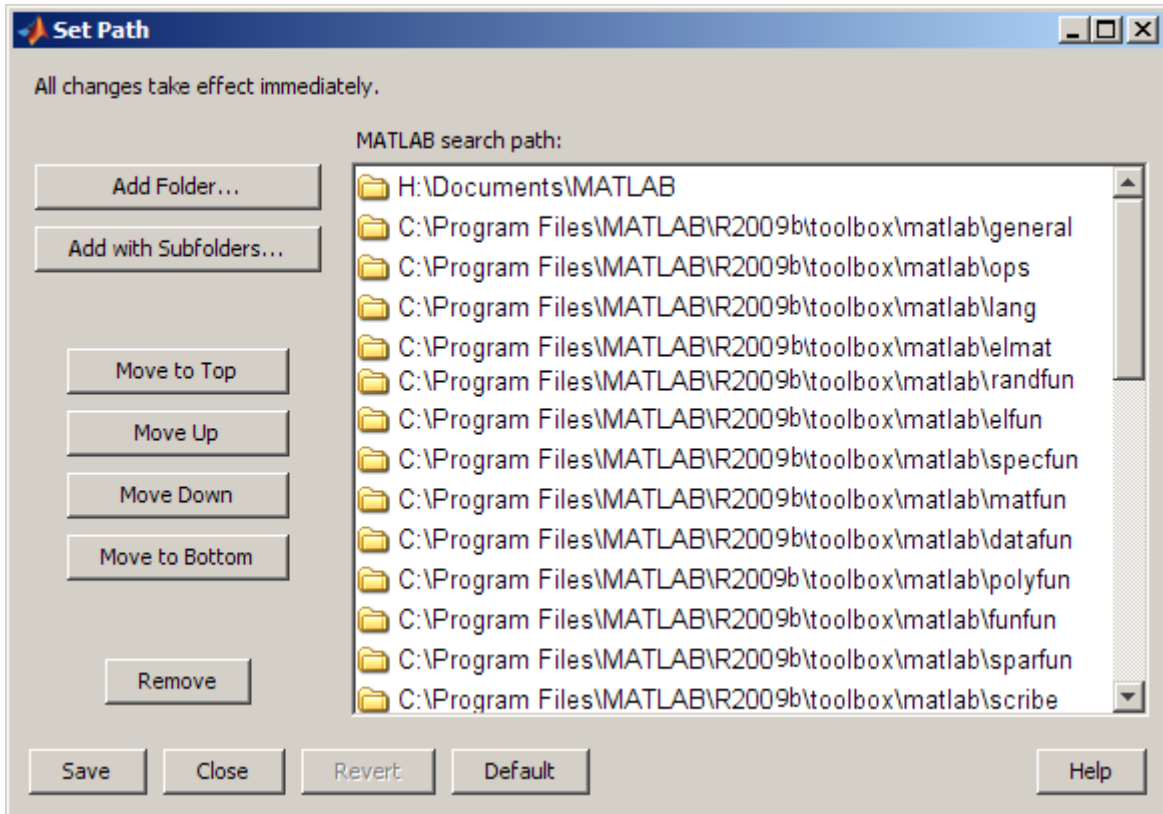 Set Path
All changes take effect immediately.
MATLAB search path:
Add Folder...
Add with Subfolders...
Move to Top
Move Up
Move Down
Move to Bottom
Remove
H:\Documents\MATLAB
C:\Program Files\MATLAB\R2009b\toolbox\matlab\general
C:\Program Files\MATLAB\R2009b\toolbox\matlab\ops
C:\Program Files\MATLAB\R2009b\toolbox\matlab\lang
C:\Program Files\MATLAB\R2009b\toolbox\matlab\elmat
C:\Program Files\MATLAB\R2009b\toolbox\matlab\randfun
C:\Program Files\MATLAB\R2009b\toolbox\matlab\elfun
C:\Program Files\MATLAB\R2009b\toolbox\matlab\specfun
C:\Program Files\MATLAB\R2009b\toolbox\matlab\matfun
C:\Program Files\MATLAB\R2009b\toolbox\matlab\datafun
C:\Program Files\MATLAB\R2009b\toolbox\matlab\polyfun
C:\Program Files\MATLAB\R2009b\toolbox\matlab\funfun
C:\Program Files\MATLAB\R2009b\toolbox\matlab\sparfun
C:\Program Files\MATLAB\R2009b\toolbox\matlab\scribe
Save Close Revert Default Help